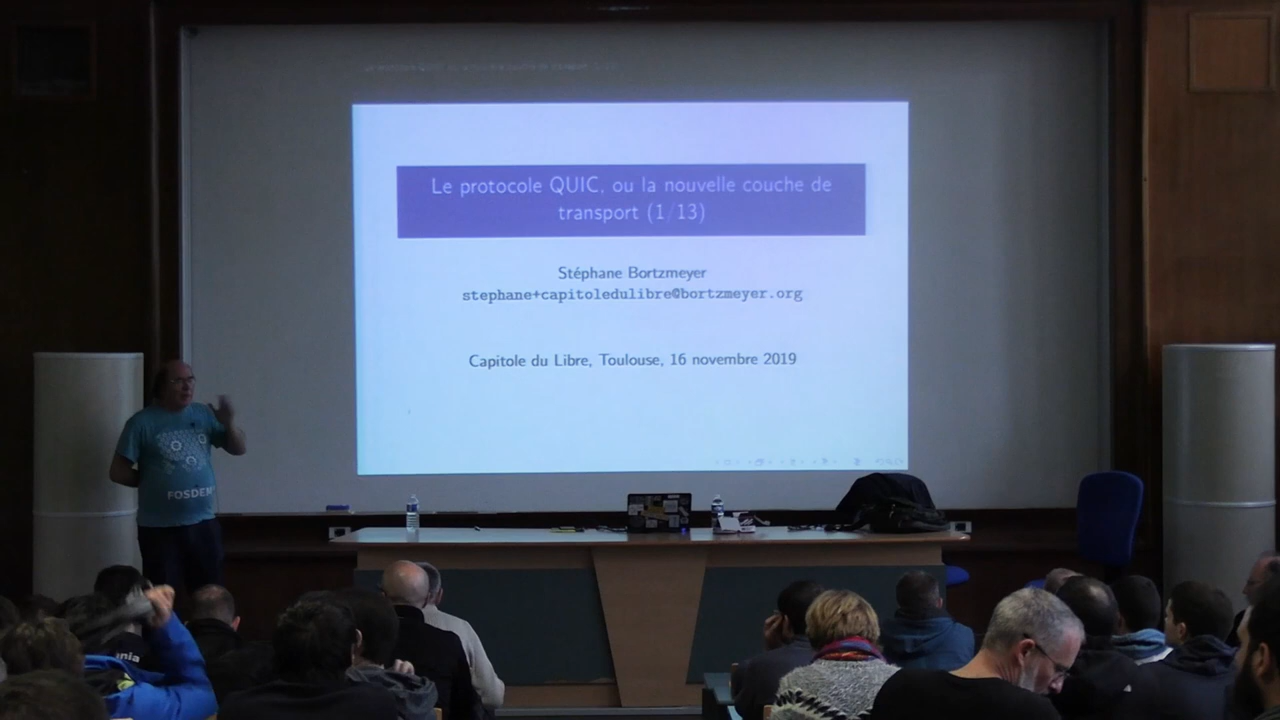 Le protocole QUIC, ou la nouvelle couche de
transport (1/13)
Stéphane Bortzmeyer
stephane+capitoledulibre@bortzmeyer.org
Capitole du Libre, Toulouse, 16 novembre 2019
FOSDEM